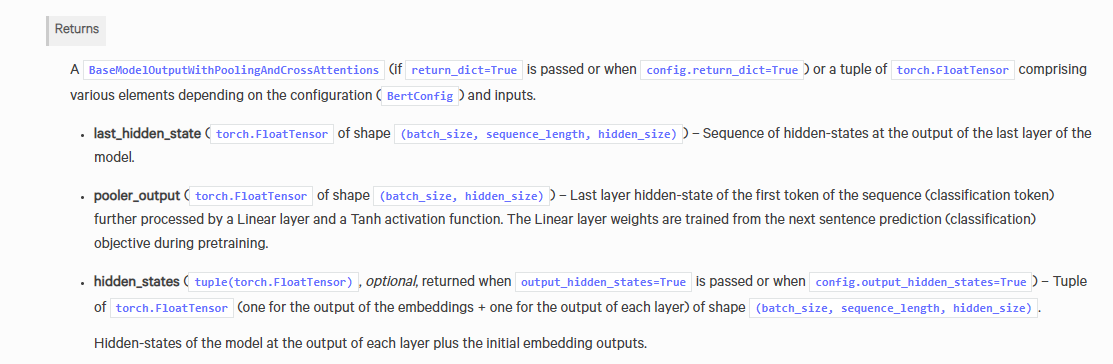 Returns
A BaseModelOutputWithPoolingAndCrossAttentions (if return_dict=True is passed or when config.return_dict=True) or a tuple of torch.FloatTensor comprising
various elements depending on the configuration (BertConfig) and inputs.
• last_hidden_state (torch.FloatTensor of shape (batch_size, sequence_length, hidden_size)) – Sequence of hidden-states at the output of the last layer of the
model.
• pooler_output (torch.FloatTensor of shape (batch_size, hidden_size)) – Last layer hidden-state of the first token of the sequence (classification token)
further processed by a Linear layer and a Tanh activation function. The Linear layer weights are trained from the next sentence prediction (classification)
objective during pretraining.
• hidden_states (tuple(torch.FloatTensor), optional, returned when output_hidden_states=True is passed or when config.output_hidden_states=True) – Tuple
of torch.FloatTensor (one for the output of the embeddings + one for the output of each layer) of shape (batch_size, sequence_length, hidden_size).
Hidden-states of the model at the output of each layer plus the initial embedding outputs.